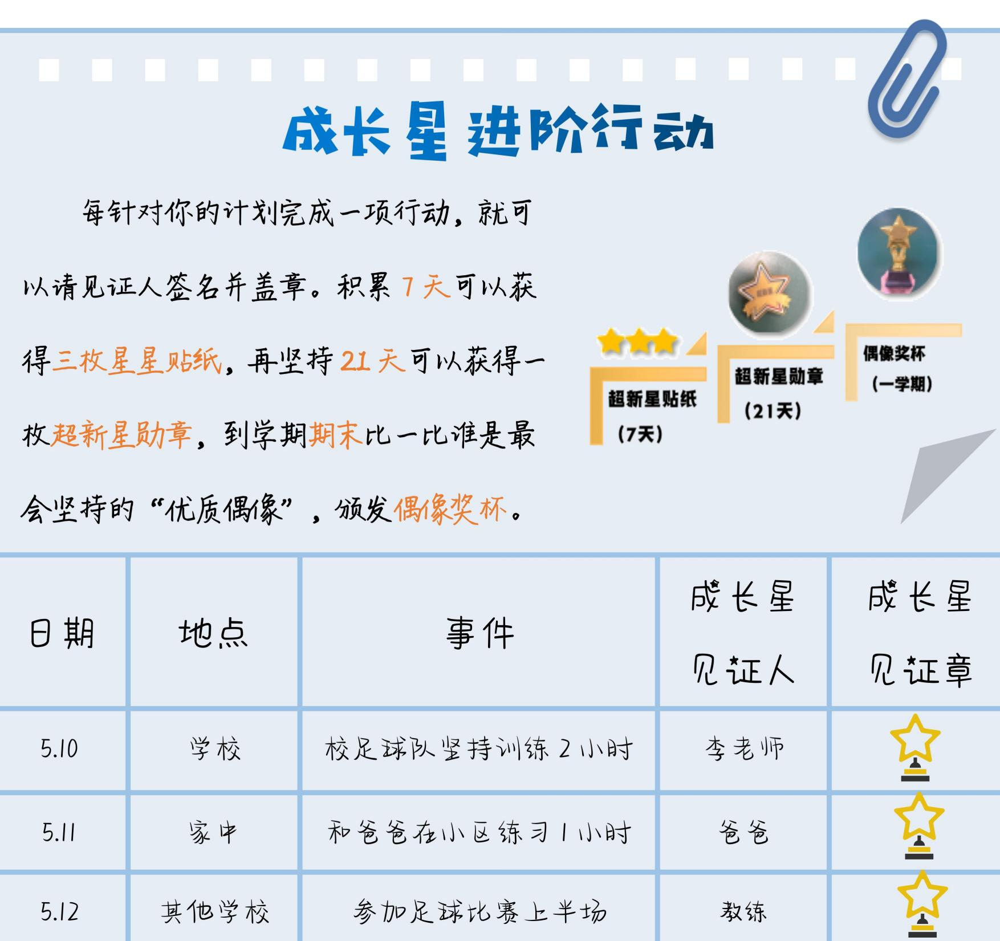 成长星进阶行动
每针对你的计划完成一项行动，就可
以请见证人签名并盖章。积累 7 天可以获
得三枚星星贴纸，再坚持 21 天可以获得一
枚超新星勋章，到学期期末比一比谁是最
会坚持的“优质偶像”，颁发偶像奖杯。
超新星贴纸
（7天）
超新星勋章
（21天）
偶像奖杯
（一学期）
日期 地点 事件 成长星 见证人 成长星 见证章
5.10 学校 校足球队坚持训练 2 小时 李老师
5.11 家中 和爸爸在小区练习 1 小时 爸爸
5.12 其他学校 参加足球比赛上半场 教练